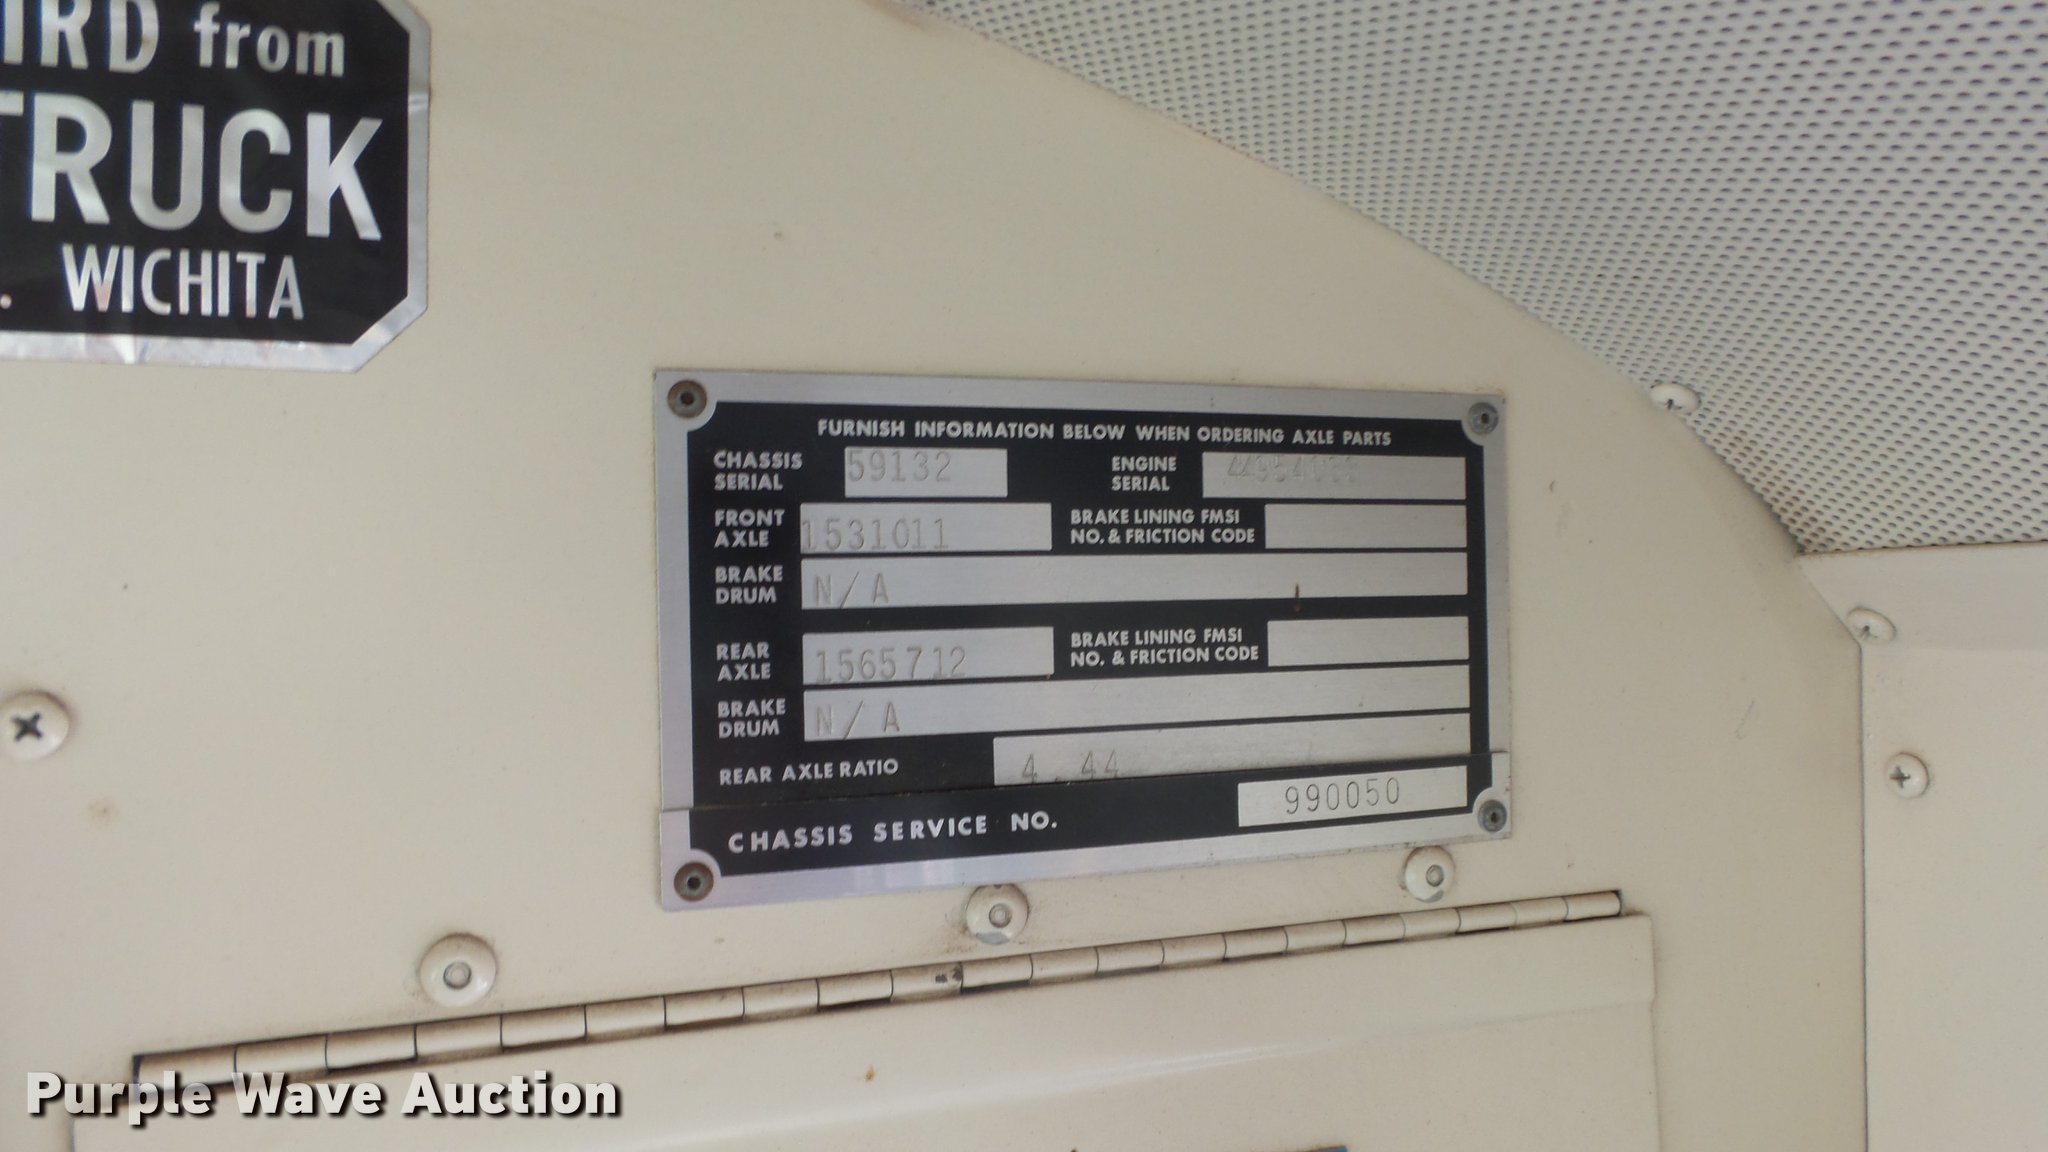 IRD from
TRUCK
. WICHITA
FURNISH INFORMATION BELOW WHEN ORDERING AXLE PARTS
CHASSIS SERIAL 59132 ENGINE SERIAL
FRONT AXLE 1531011 BRAKE LINING FMSI NO. & FRICTION CODE
BRAKE DRUM N/A
REAR AXLE 1565712 BRAKE LINING FMSI NO. & FRICTION CODE
BRAKE DRUM N/A
REAR AXLE RATIO 4.44
CHASSIS SERVICE NO. 990050
Purple Wave Auction